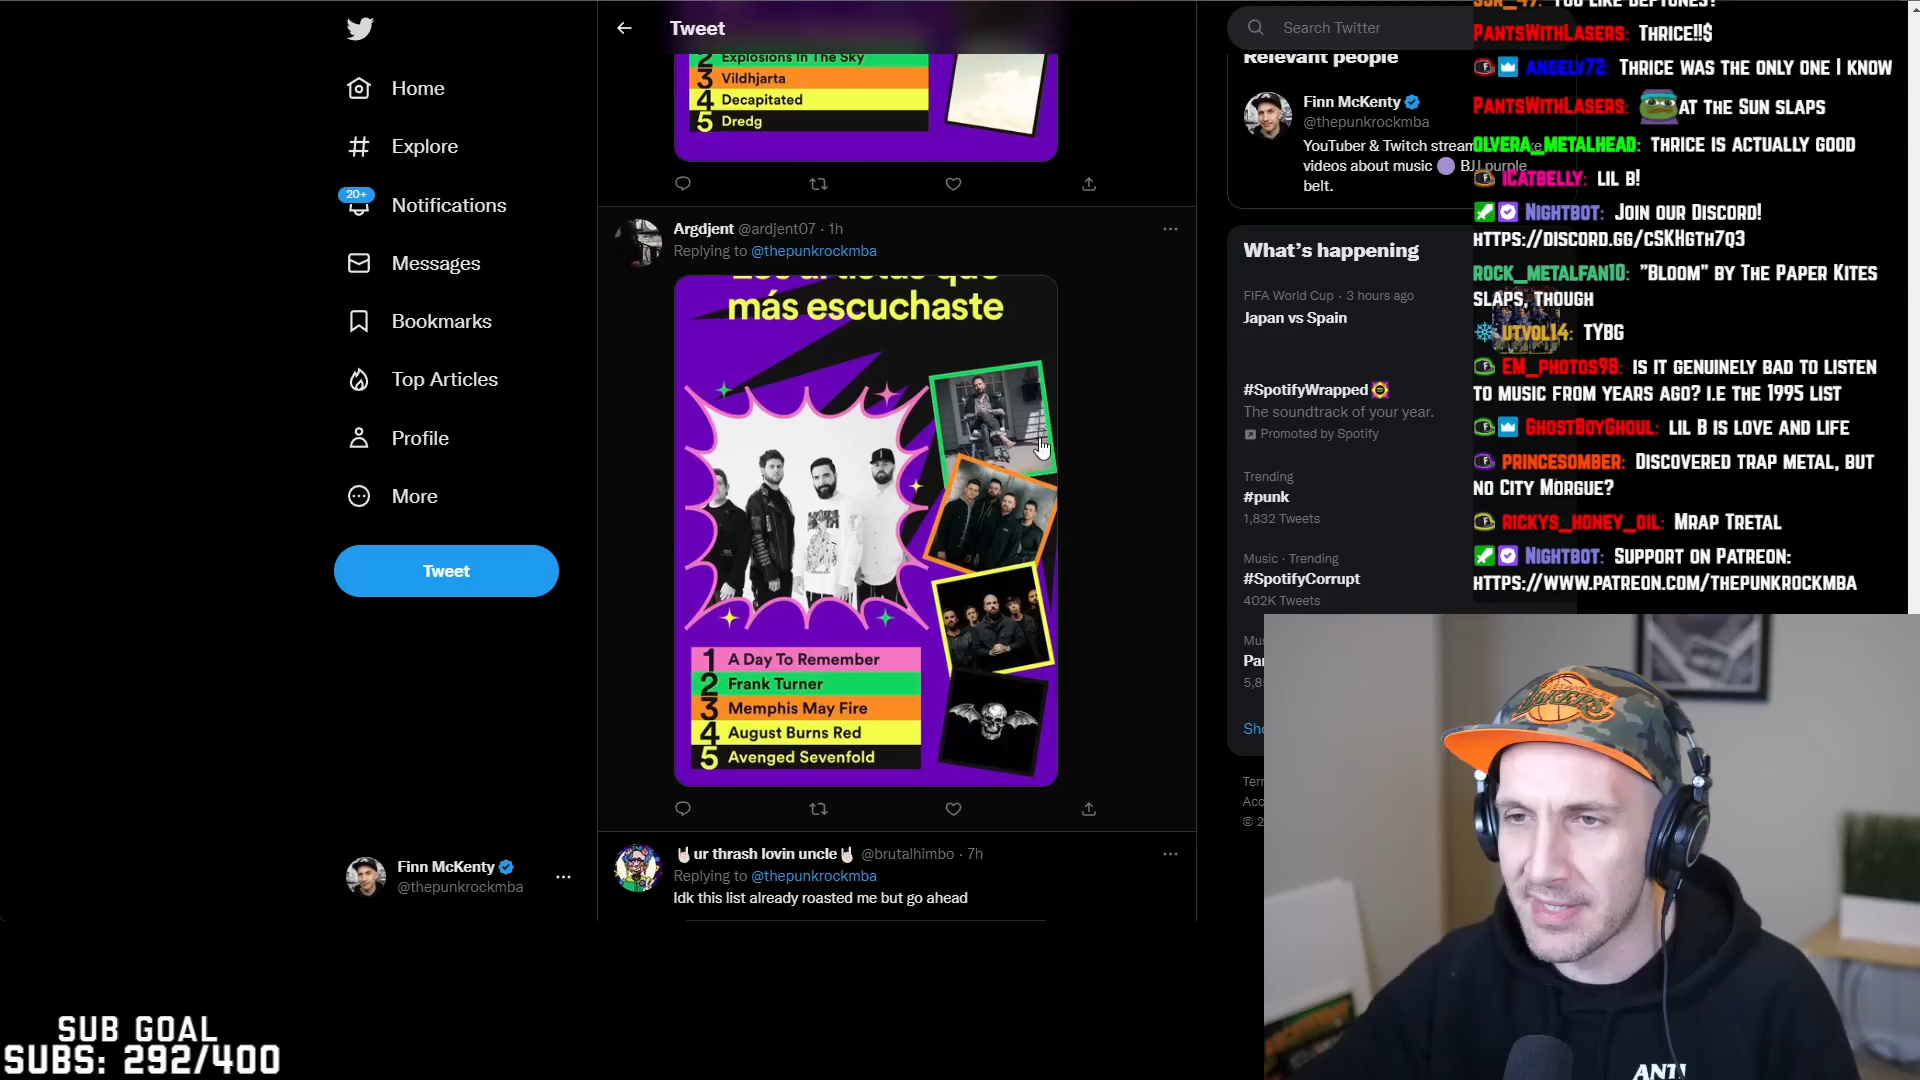 Home
Explore
20+
Notifications
Messages
Bookmarks
Top Articles
Profile
More
Tweet
Finn McKenty
@thepunkrockmba
SUB GOAL
SUBS: 292/400
Tweet
2 Explosions In The Sky
3 Vildhjarta
4 Decapitated
5 Dredg
Argdjent @ardjent07 · 1h
Replying to @thepunkrockmba
más escuchaste
1 A Day To Remember
2 Frank Turner
3 Memphis May Fire
4 August Burns Red
5 Avenged Sevenfold
ur thrash lovin uncle @brutalhimbo · 7h
Replying to @thepunkrockmba
Idk this list already roasted me but go ahead
Search Twitter
Relevant people
Finn McKenty
@thepunkrockmba
YouTuber & Twitch
videos about music BJJ purple
belt.
What's happening
FIFA World Cup · 3 hours ago
Japan vs Spain
#SpotifyWrapped
The soundtrack of your year.
Promoted by Spotify
Trending
#punk
1,832 Tweets
Music · Trending
#SpotifyCorrupt
402K Tweets
PANTSWITHLASERS: THRICE!!$
ANGELV72: THRICE WAS THE ONLY ONE I KNOW
PANTSWITHLASERS: AT THE SUN SLAPS
OLVERA_METALHEAD: THRICE IS ACTUALLY GOOD
ICATBELLY: LIL B!
NIGHTBOT: JOIN OUR DISCORD!
HTTPS://DISCORD.GG/CSKHGTH7Q3
ROCK_METALFAN10: "BLOOM" BY THE PAPER KITES
SLAPS, THOUGH
UTVOL14: TYBG
EM_PHOTOS98: IS IT GENUINELY BAD TO LISTEN
TO MUSIC FROM YEARS AGO? I.E THE 1995 LIST
GHOSTBOYGHOUL: LIL B IS LOVE AND LIFE
PRINCESOMBER: DISCOVERED TRAP METAL, BUT
NO CITY MORGUE?
RICKYS_HONEY_OIL: MRAP TRETAL
NIGHTBOT: SUPPORT ON PATREON:
HTTPS://WWW.PATREON.COM/THEPUNKROCKMBA
LAKERS